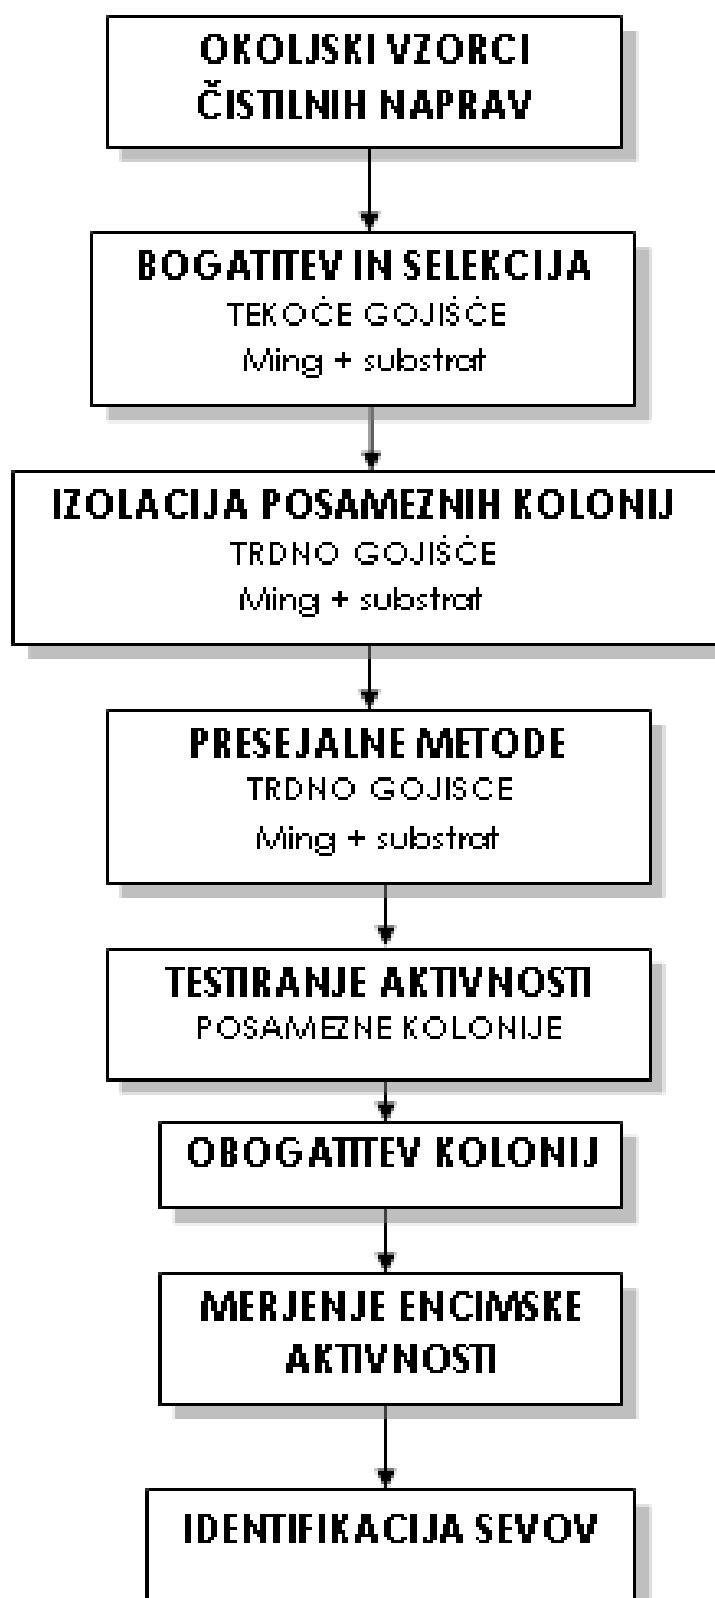 OKOLJSKI VZORCI
ČISTILNIH NAPRAV
BOGATITEV IN SELEKCIJA
TEKOČE GOJIŠČE
Ming + substrat
IZOLACIJA POSAMEZNIH KOLONIJ
TRDNO GOJIŠČE
Ming + substrat
PRESEJALNE METODE
TRDNO GOJISCE
Ming + substrat
TESTIRANJE AKTIVNOSTI
POSAMEZNE KOLONIJE
OBOGATITEV KOLONIJ
MERJENJE ENCIMSKE
AKTIVNOSTI
IDENTIFIKACIJA SEVOV